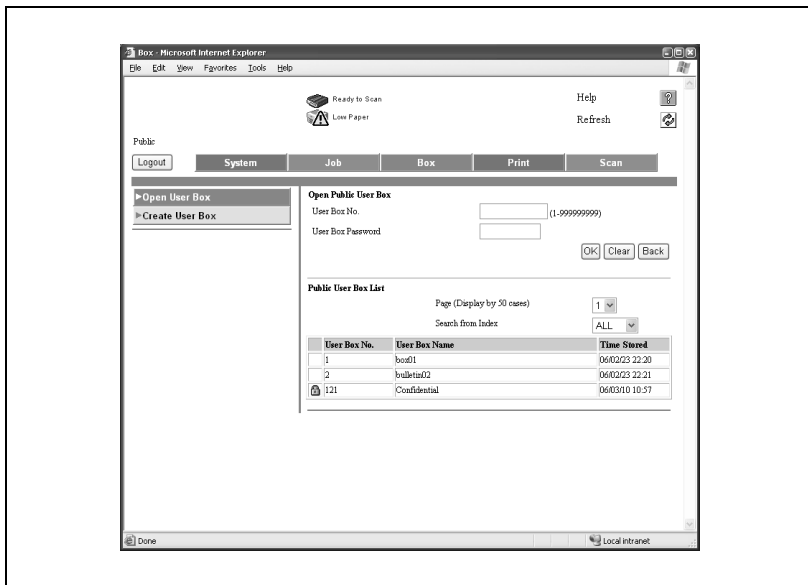 Box - Microsoft Internet Explorer
File Edit View Favorites Tools Help
Ready to Scan
Help
Low Paper
Refresh
Public
Logout System Job Box Print Scan
Open User Box
Create User Box
Open Public User Box
User Box No. (1-999999999)
User Box Password
OK Clear Back
Public User Box List
Page (Display by 50 cases) 1
Search from Index ALL
User Box No. User Box Name Time Stored
1 box01 06/02/23 22:20
2 bulletin02 06/02/23 22:21
121 Confidential 06/03/10 10:57
Done Local intranet